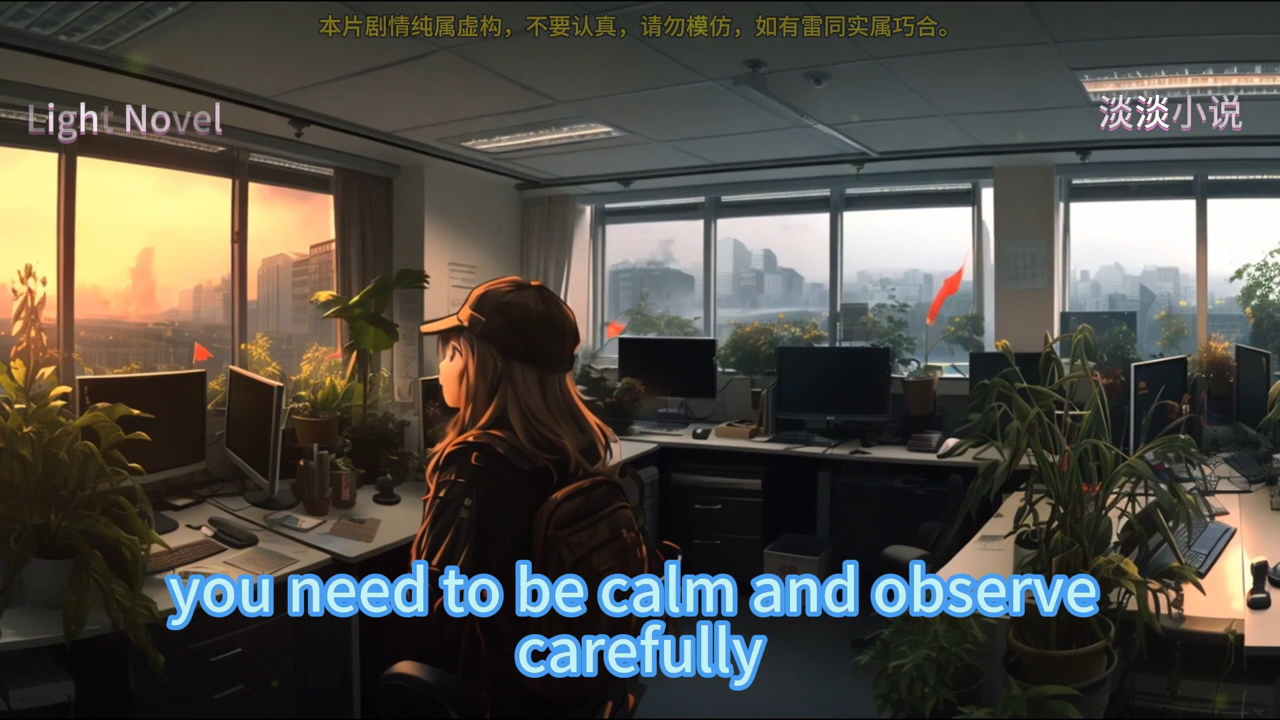 本片剧情纯属虚构，不要认真，请勿模仿，如有雷同实属巧合。
Light Novel
淡淡小说
you need to be calm and observe
carefully